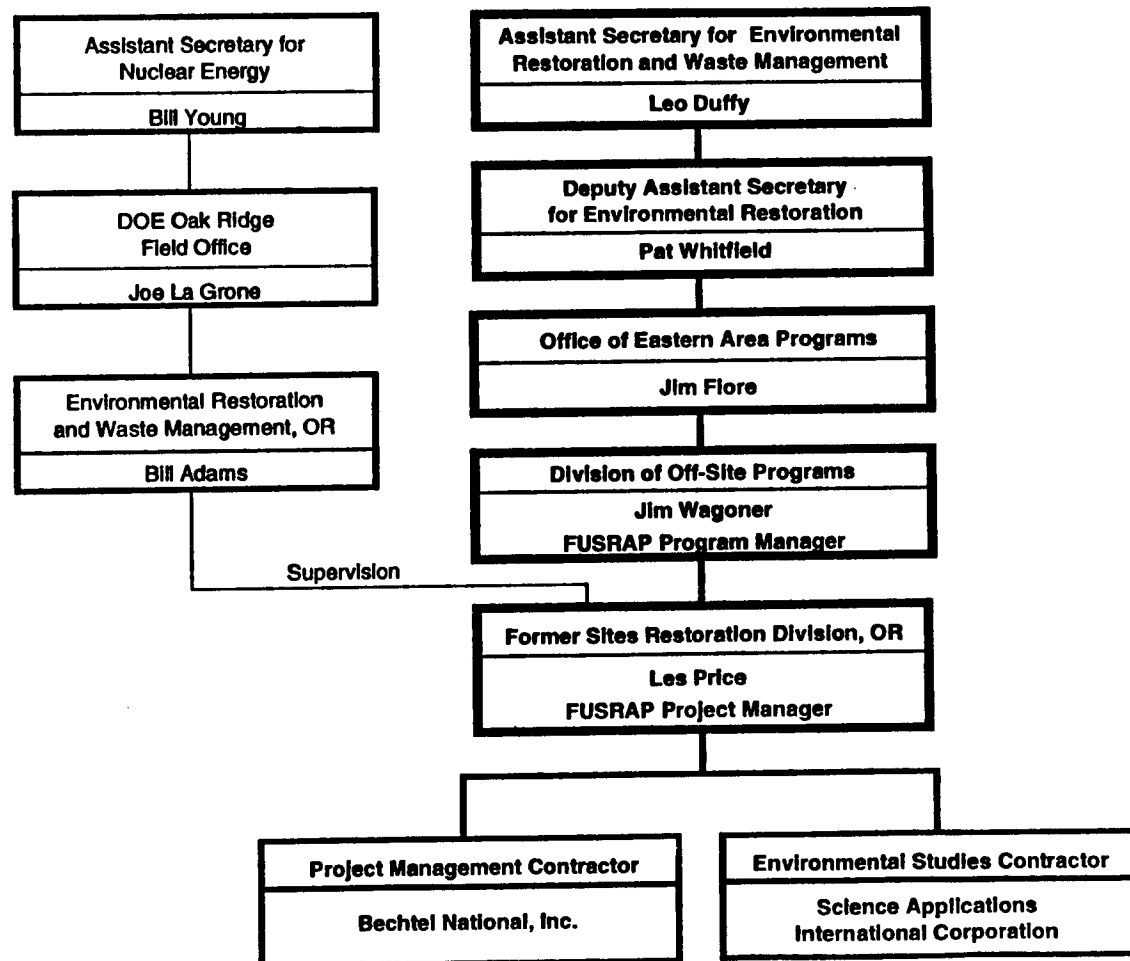 Assistant Secretary for
Nuclear Energy
Bill Young
DOE Oak Ridge
Field Office
Joe La Grone
Environmental Restoration
and Waste Management, OR
Bill Adams
Supervision
Assistant Secretary for Environmental
Restoration and Waste Management
Leo Duffy
Deputy Assistant Secretary
for Environmental Restoration
Pat Whitfield
Office of Eastern Area Programs
Jim Fiore
Division of Off-Site Programs
Jim Wagoner
FUSRAP Program Manager
Former Sites Restoration Division, OR
Les Price
FUSRAP Project Manager
Project Management Contractor
Bechtel National, Inc.
Environmental Studies Contractor
Science Applications
International Corporation